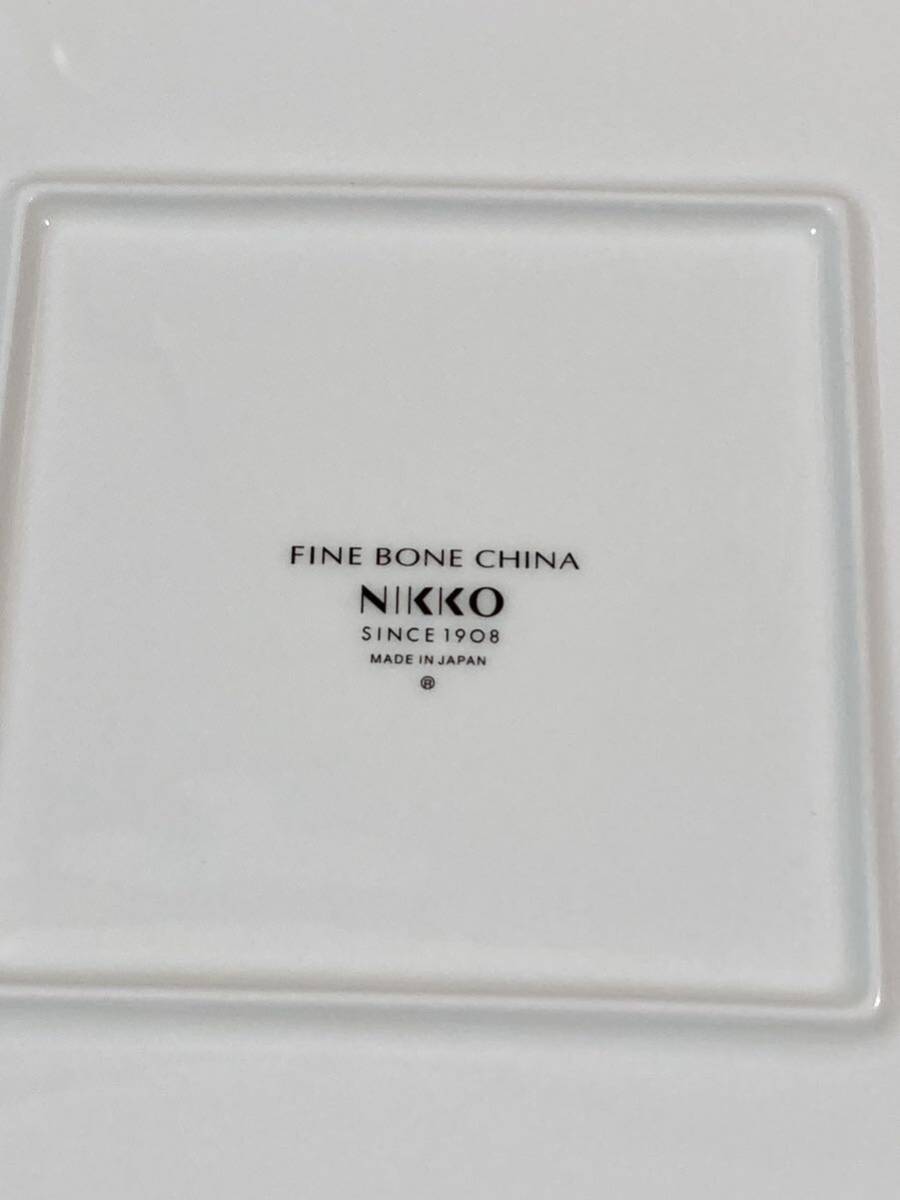 FINE BONE CHINA
NIKKO
SINCE 1908
MADE IN JAPAN
®